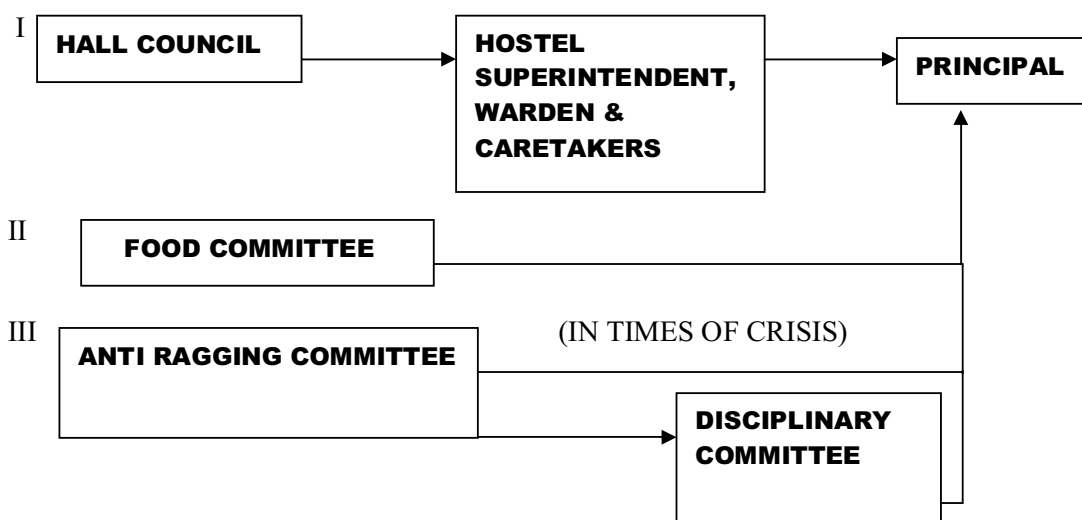 I
HALL COUNCIL
HOSTEL
SUPERINTENDENT,
WARDEN &
CARETAKERS
PRINCIPAL
II
FOOD COMMITTEE
III
(IN TIMES OF CRISIS)
ANTI RAGGING COMMITTEE
DISCIPLINARY
COMMITTEE